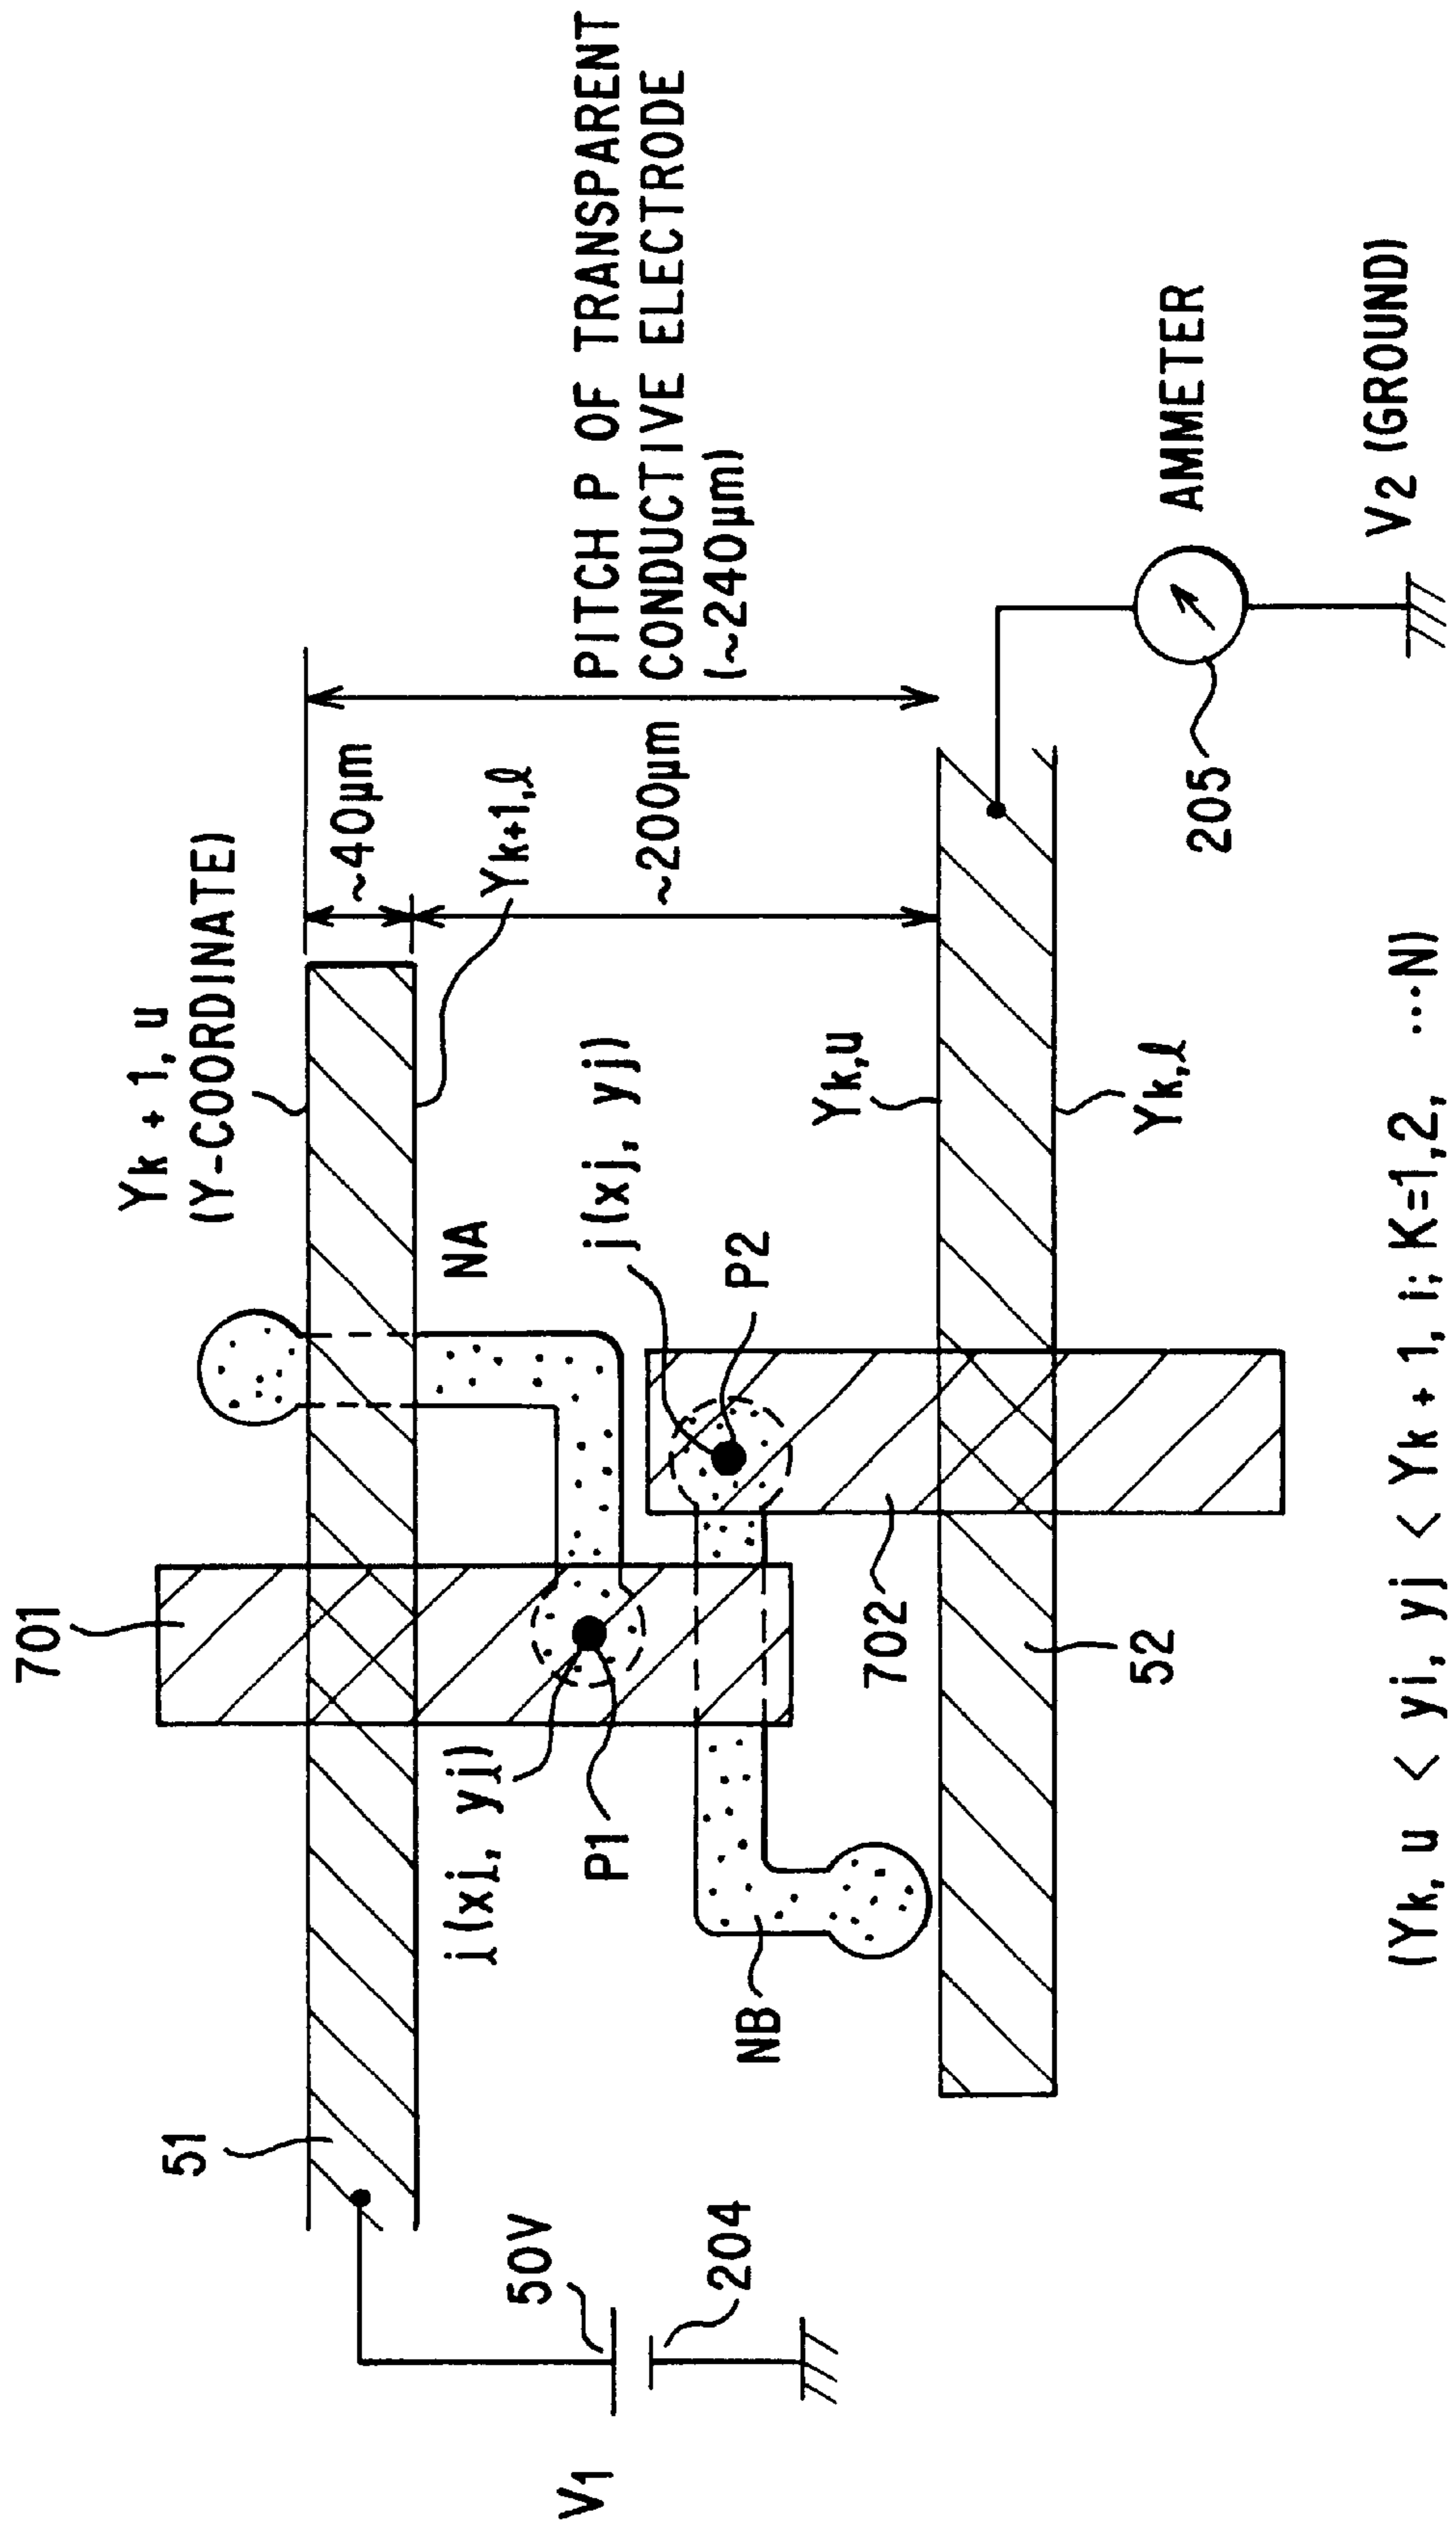 Yk + 1, u
(Y-COORDINATE)
701
51
~40μm
Yk+1,ℓ
NA
PITCH P OF TRANSPARENT
CONDUCTIVE ELECTRODE
(~240μm)
~200μm
i(xi, yi)
P1
j(xj, yj)
P2
V1
50V
204
NB
702
Yk,u
52
Yk,ℓ
205
AMMETER
V2 (GROUND)
(Yk, u < yi, yj < Yk + 1, i; K=1,2, ···N)